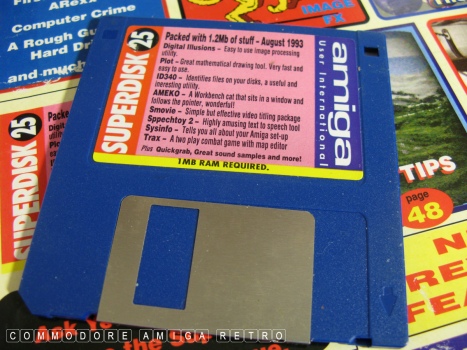 ARexx
Computer Crime
A Rough Gu
Hard Dri
and much
IMAGE
FX
SUPERDISK 25
Packed with 1.2Mb of stuff - August 1993
Digital Illusions - Easy to use image processing
utility.
Plot - Great mathematical drawing tool. Very fast and
easy to use.
ID340 - Identifies files on your disks, a useful and
ineresting utility.
AMEKO - A Workbench cat that sits in a window and
follows the pointer, wonderful!
Smovie - Simple but effective video titling package
Sppechtoy 2 - Highly amusing text to speech tool
Sysinfo - Tells you all about your Amiga set-up
Trax - A two play combat game with map editor
Plus Quickgrab, Great sound samples and more!
1MB RAM REQUIRED.
amiga
User International
SUPERDISK 25
TIPS
page
48
COMMODORE AMIGA RETRO